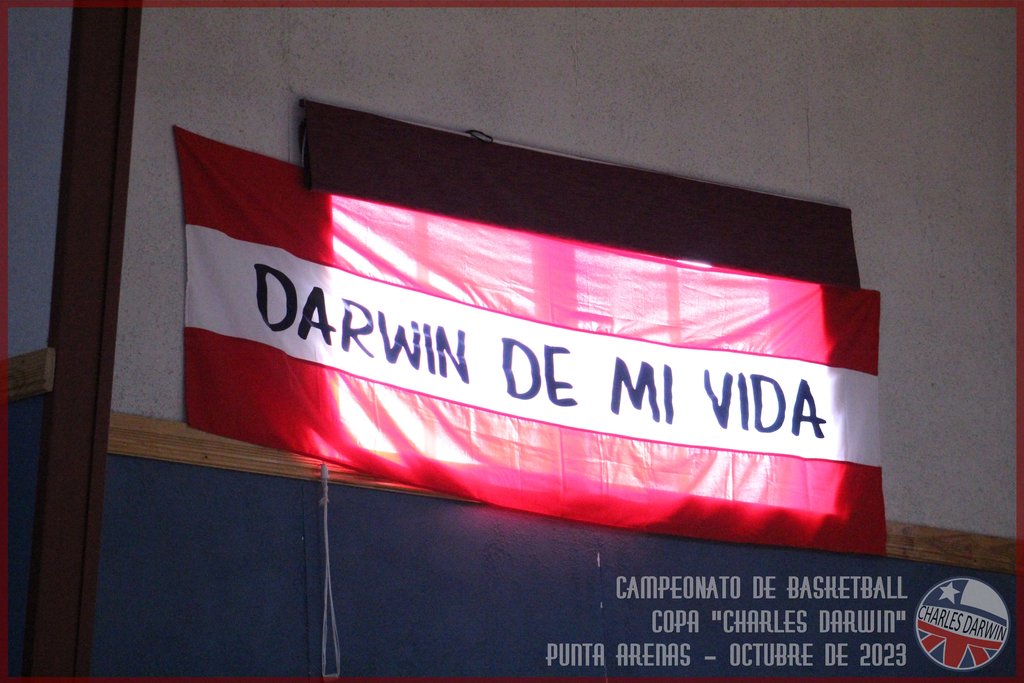 DARWIN DE MI VIDA
CAMPEONATO DE BASKETBALL
COPA "CHARLES DARWIN"
PUNTA ARENAS - OCTUBRE DE 2023
CHARLES DARWIN